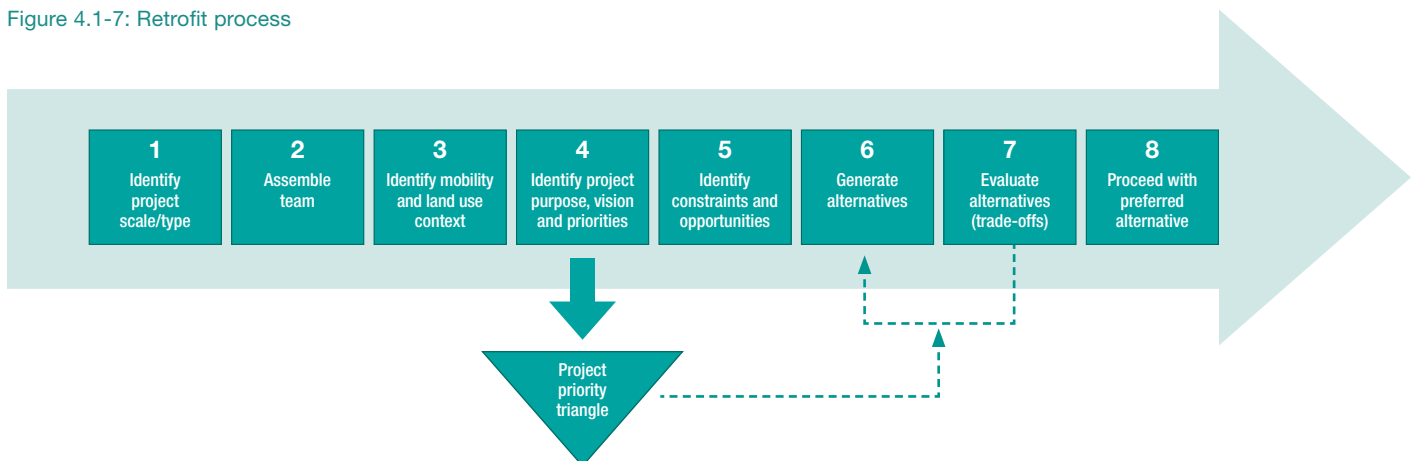 Figure 4.1-7: Retrofit process
1
Identify
project
scale/type
2
Assemble
team
3
Identify mobility
and land use
context
4
Identify project
purpose, vision
and priorities
5
Identify
constraints and
opportunities
6
Generate
alternatives
7
Evaluate
alternatives
(trade-offs)
8
Proceed with
preferred
alternative
Project
priority
triangle